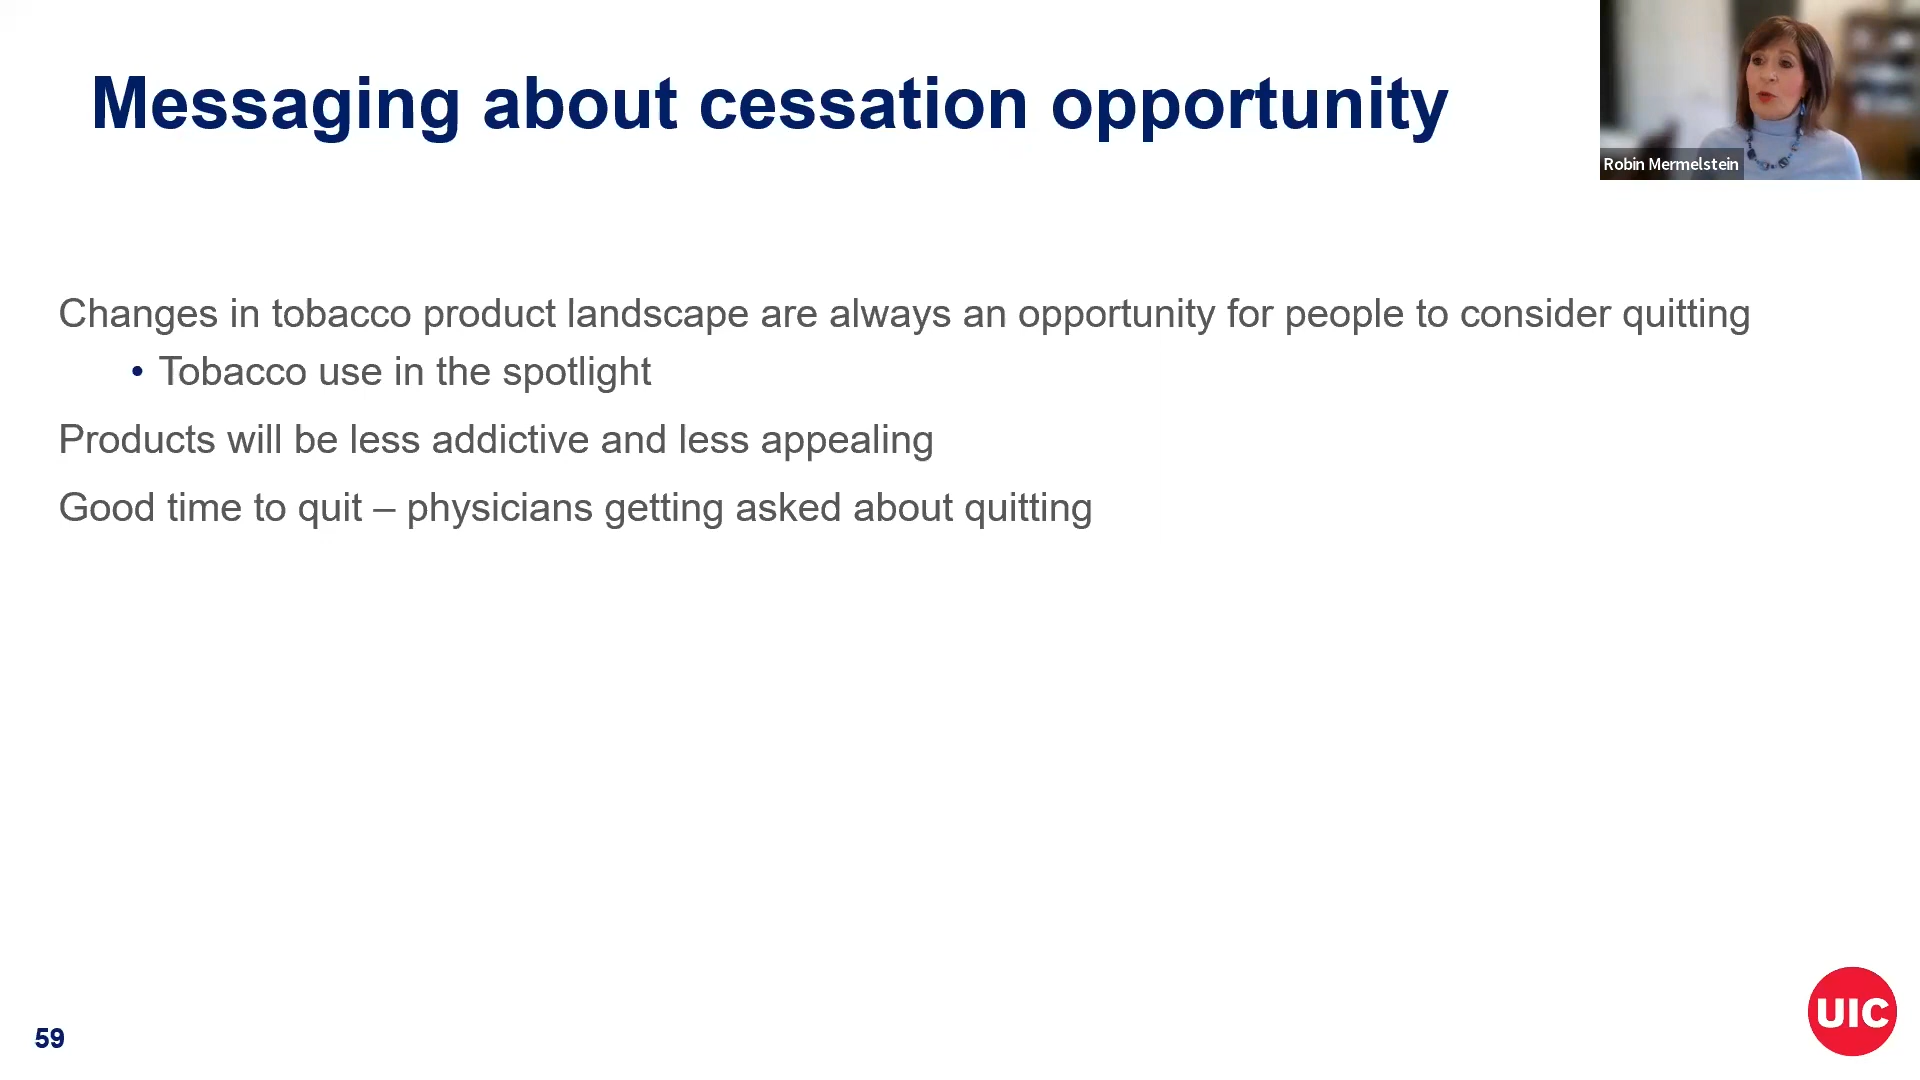 Messaging about cessation opportunity
Robin Mermelstein
Changes in tobacco product landscape are always an opportunity for people to consider quitting
• Tobacco use in the spotlight
Products will be less addictive and less appealing
Good time to quit – physicians getting asked about quitting
59
UIC